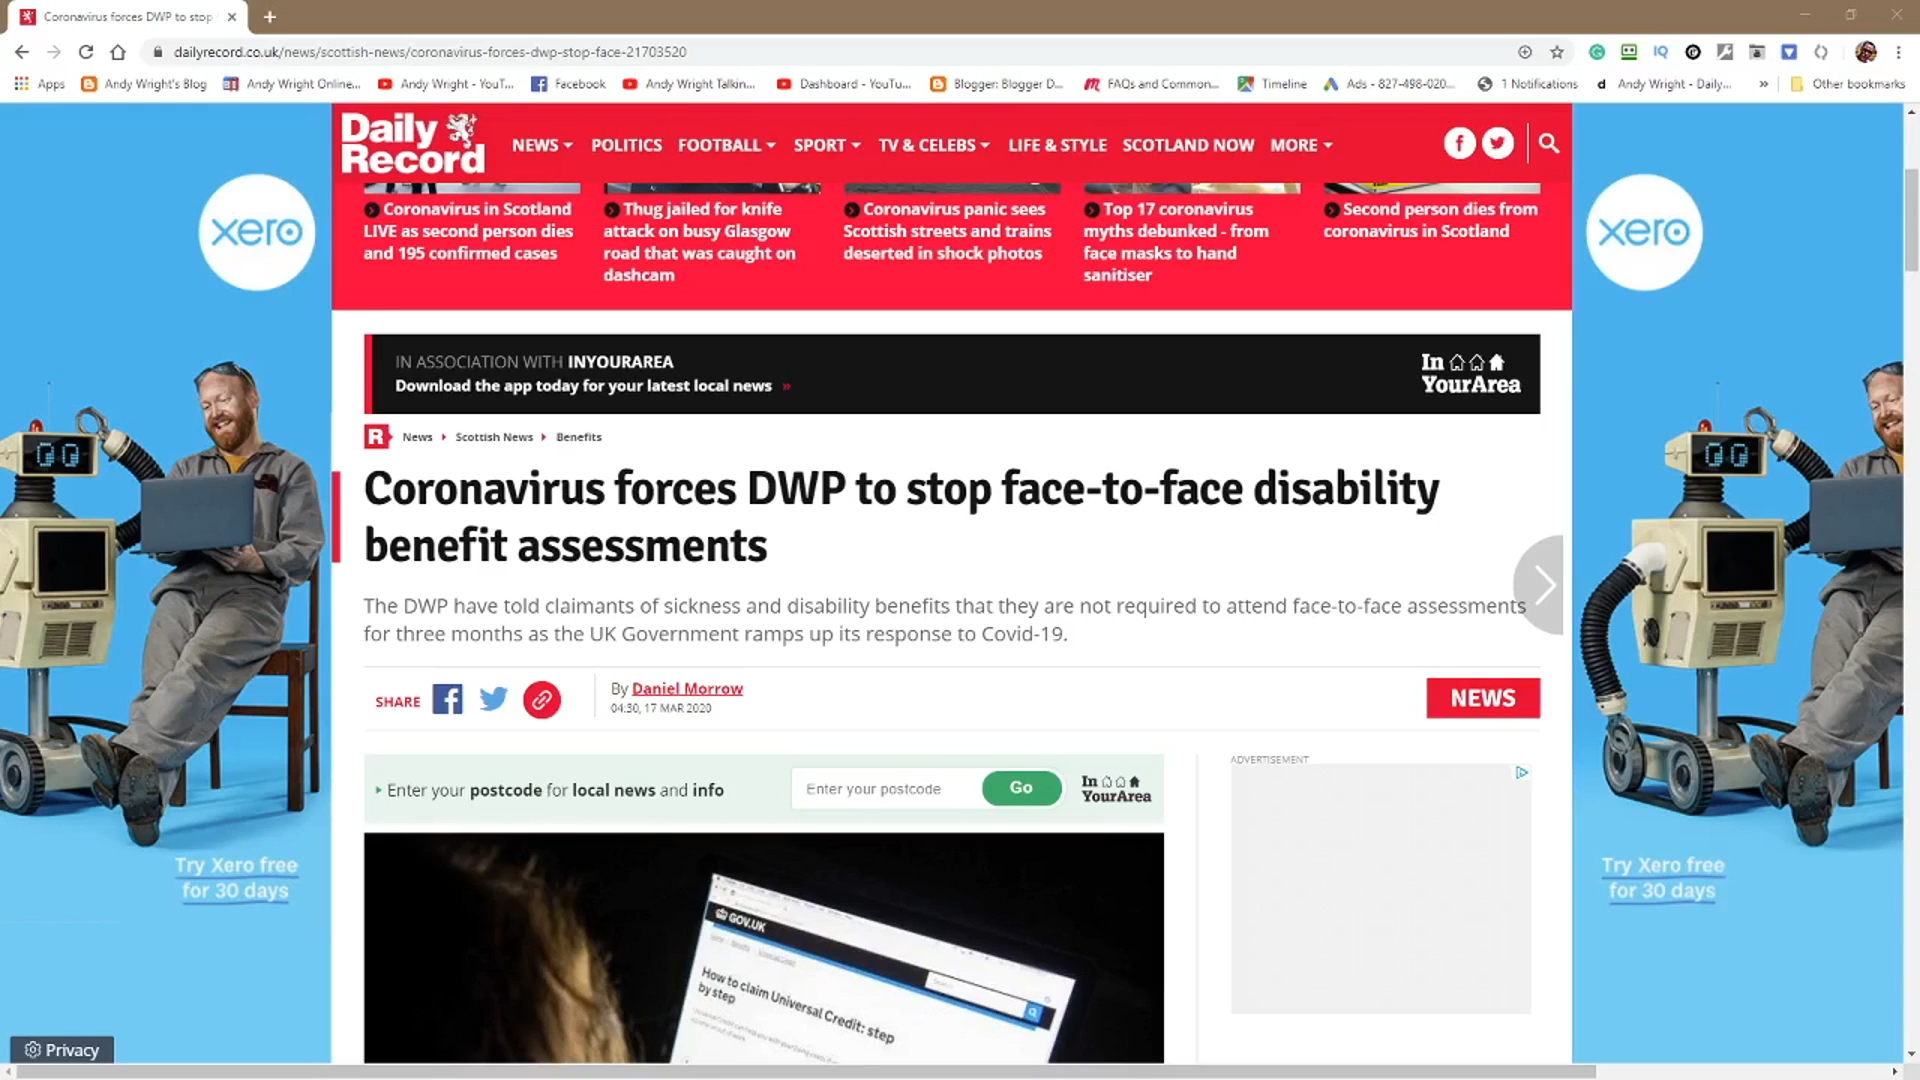 Coronavirus forces DWP to stop
dailyrecord.co.uk/news/scottish-news/coronavirus-forces-dwp-stop-face-21703520
Apps
Andy Wright's Blog
Andy Wright Online...
Andy Wright - YouT...
Facebook
Andy Wright Talkin...
Dashboard - YouTu...
Blogger: Blogger D...
FAQs and Common...
Timeline
Ads - 827-498-020...
1 Notifications
Andy Wright - Daily...
Other bookmarks
Daily
Record
NEWS
POLITICS
FOOTBALL
SPORT
TV & CELEBS
LIFE & STYLE
SCOTLAND NOW
MORE
Coronavirus in Scotland
LIVE as second person dies
and 195 confirmed cases
Thug jailed for knife
attack on busy Glasgow
road that was caught on
dashcam
Coronavirus panic sees
Scottish streets and trains
deserted in shock photos
Top 17 coronavirus
myths debunked - from
face masks to hand
sanitiser
Second person dies from
coronavirus in Scotland
xero
xero
IN ASSOCIATION WITH INYOURAREA
Download the app today for your latest local news »
In
YourArea
R News Scottish News Benefits
Coronavirus forces DWP to stop face-to-face disability
benefit assessments
The DWP have told claimants of sickness and disability benefits that they are not required to attend face-to-face assessments
for three months as the UK Government ramps up its response to Covid-19.
SHARE
By Daniel Morrow
04:30, 17 MAR 2020
NEWS
Enter your postcode for local news and info
Enter your postcode
Go
In
YourArea
ADVERTISEMENT
GOV.UK
How to claim Universal Credit: step
by step
Try Xero free
for 30 days
Try Xero free
for 30 days
Privacy